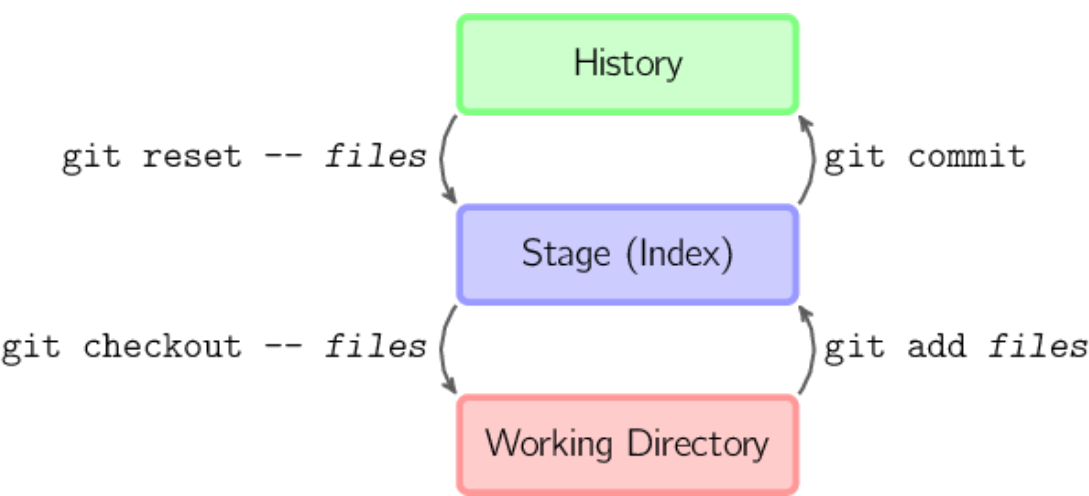 History
git reset -- files
git commit
Stage (Index)
git checkout -- files
git add files
Working Directory